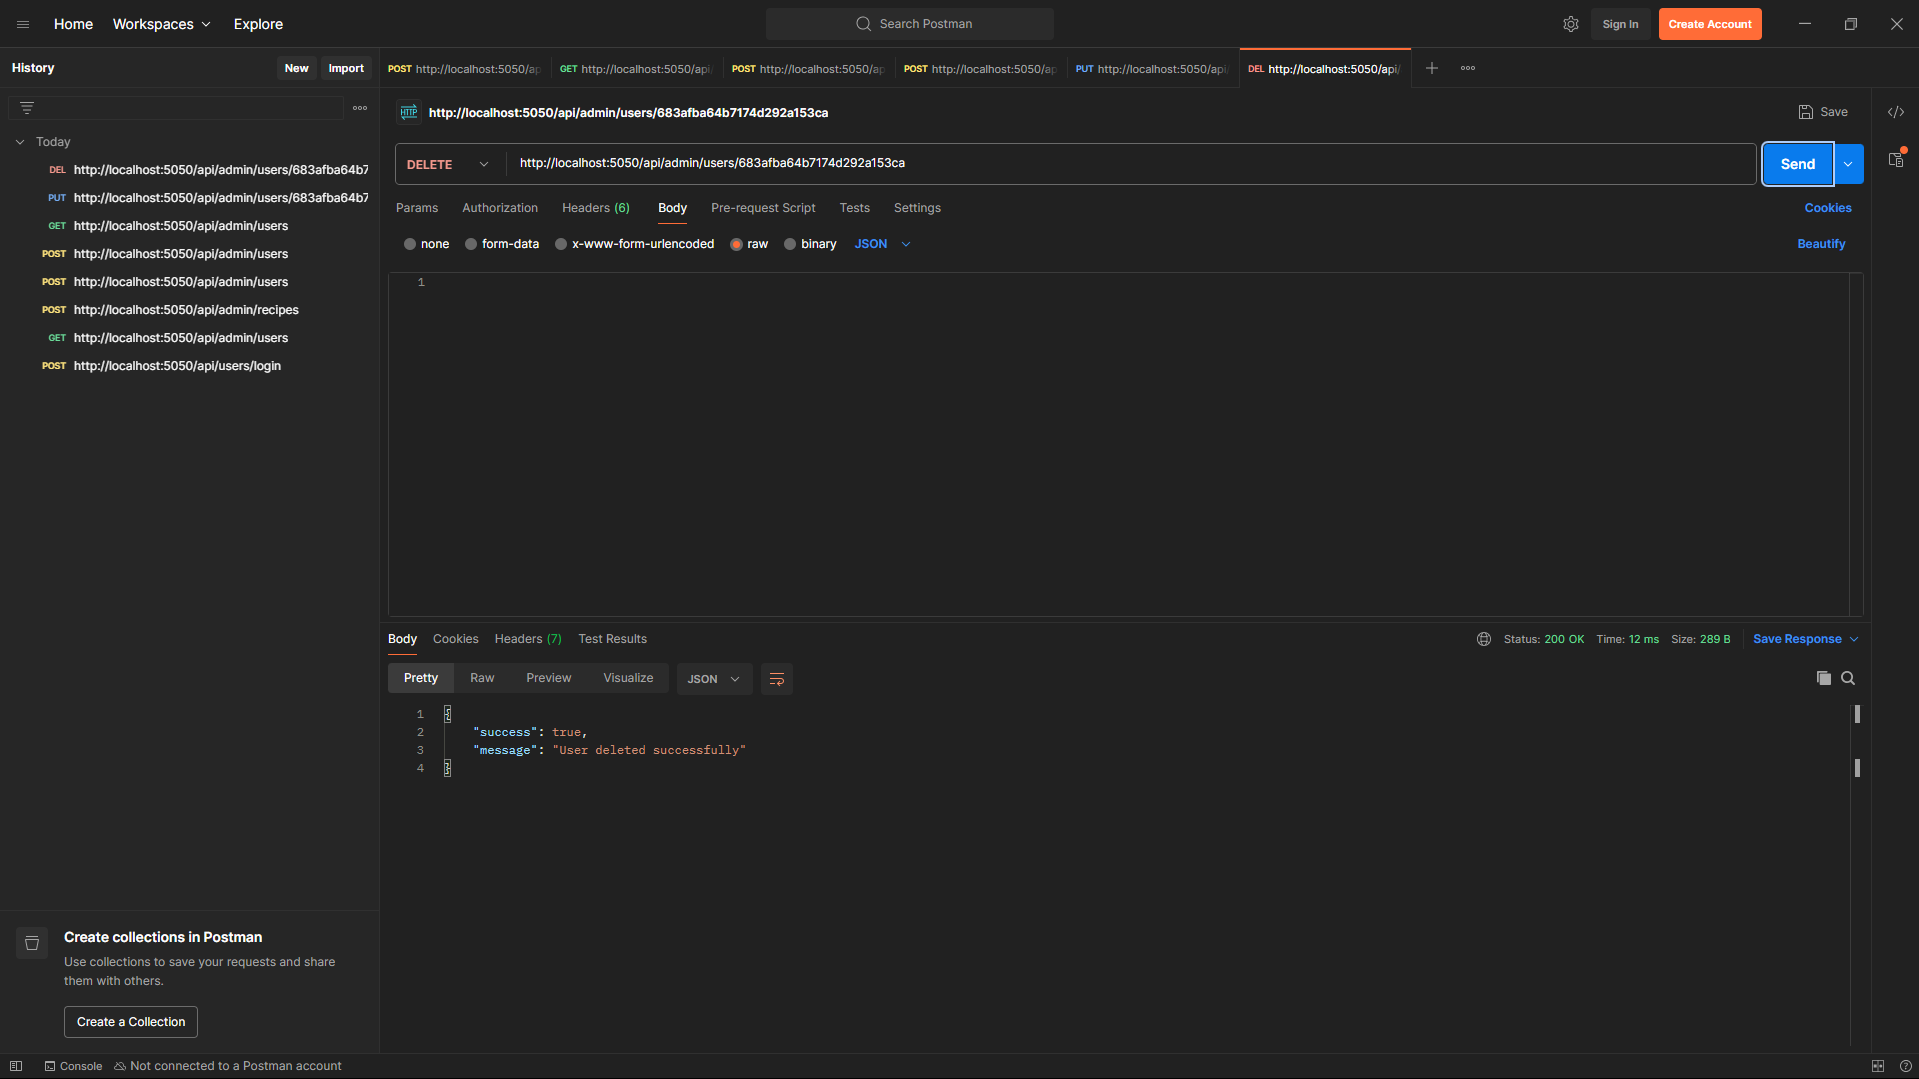 Home Workspaces Explore
Search Postman
Sign In Create Account
History New Import
POST http://localhost:5050/ap GET http://localhost:5050/api/ POST http://localhost:5050/ap POST http://localhost:5050/ap PUT http://localhost:5050/api/ DEL http://localhost:5050/api/
HTTP http://localhost:5050/api/admin/users/683afba64b7174d292a153ca Save
Today
DEL http://localhost:5050/api/admin/users/683afba64b7
PUT http://localhost:5050/api/admin/users/683afba64b7
GET http://localhost:5050/api/admin/users
POST http://localhost:5050/api/admin/users
POST http://localhost:5050/api/admin/users
POST http://localhost:5050/api/admin/recipes
GET http://localhost:5050/api/admin/users
POST http://localhost:5050/api/users/login
DELETE http://localhost:5050/api/admin/users/683afba64b7174d292a153ca Send
Params Authorization Headers (6) Body Pre-request Script Tests Settings Cookies
none form-data x-www-form-urlencoded raw binary JSON Beautify
1
Body Cookies Headers (7) Test Results Status: 200 OK Time: 12 ms Size: 289 B Save Response
Pretty Raw Preview Visualize JSON
1 {
2 "success": true,
3 "message": "User deleted successfully"
4 }
Create collections in Postman
Use collections to save your requests and share
them with others.
Create a Collection
Console Not connected to a Postman account